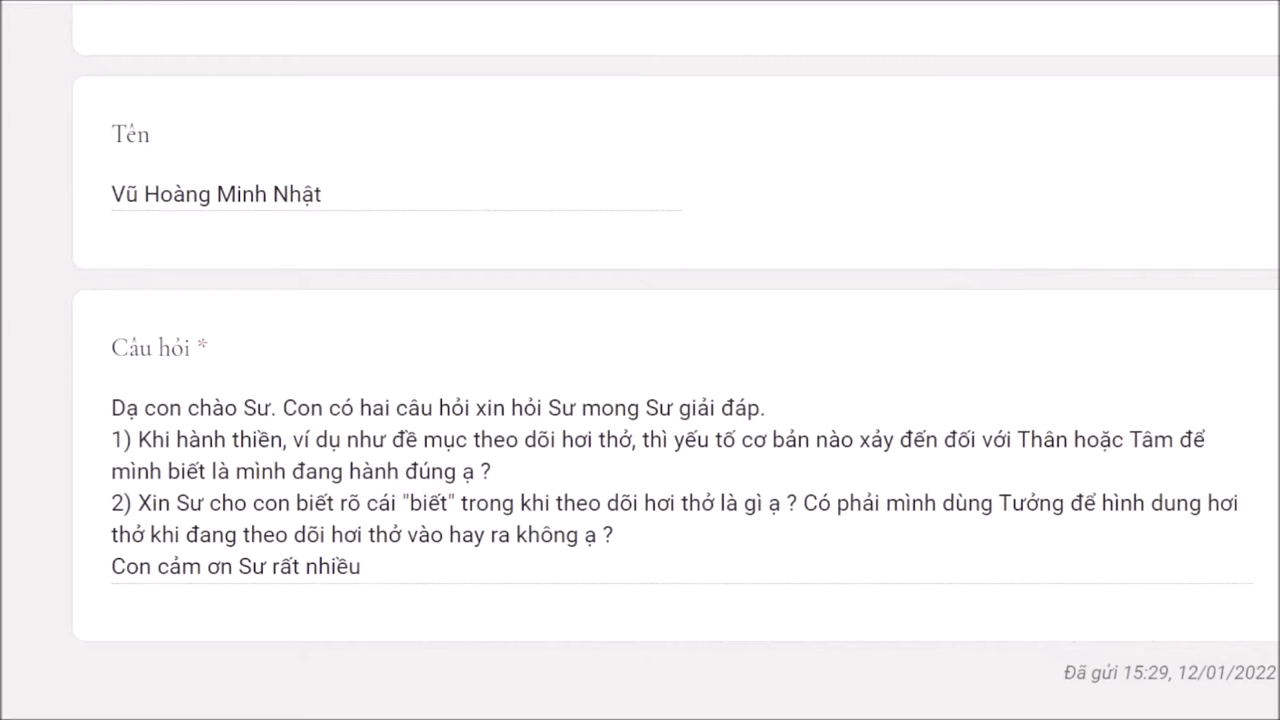 Tên
Vũ Hoàng Minh Nhật
Câu hỏi *
Dạ con chào Sư. Con có hai câu hỏi xin hỏi Sư mong Sư giải đáp.
1) Khi hành thiền, ví dụ như đề mục theo dõi hơi thở, thì yếu tố cơ bản nào xảy đến đối với Thân hoặc Tâm để
mình biết là mình đang hành đúng ạ ?
2) Xin Sư cho con biết rõ cái "biết" trong khi theo dõi hơi thở là gì ạ ? Có phải mình dùng Tưởng để hình dung hơi
thở khi đang theo dõi hơi thở vào hay ra không ạ ?
Con cảm ơn Sư rất nhiều
Đã gửi 15:29, 12/01/2022